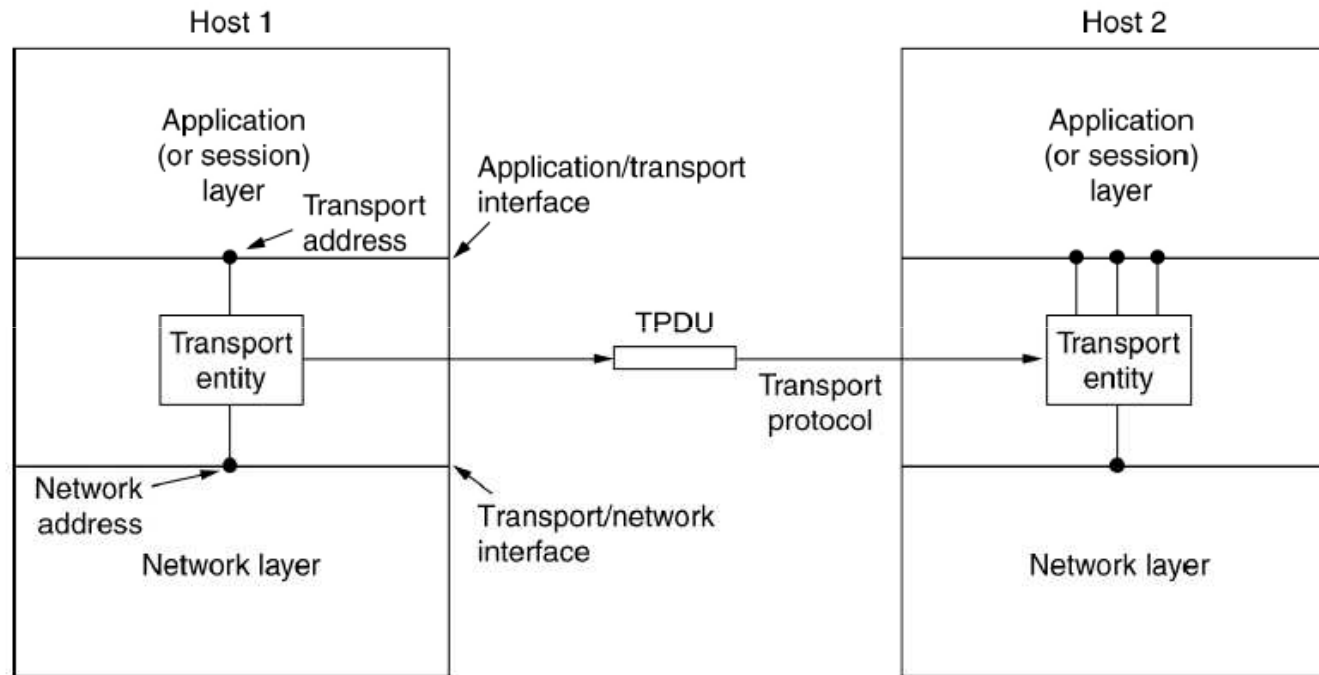 Host 1
Host 2
Application
(or session)
layer
Transport
address
Application/transport
interface
Application
(or session)
layer
Transport
entity
TPDU
Transport
protocol
Transport
entity
Network
address
Transport/network
interface
Network layer
Network layer